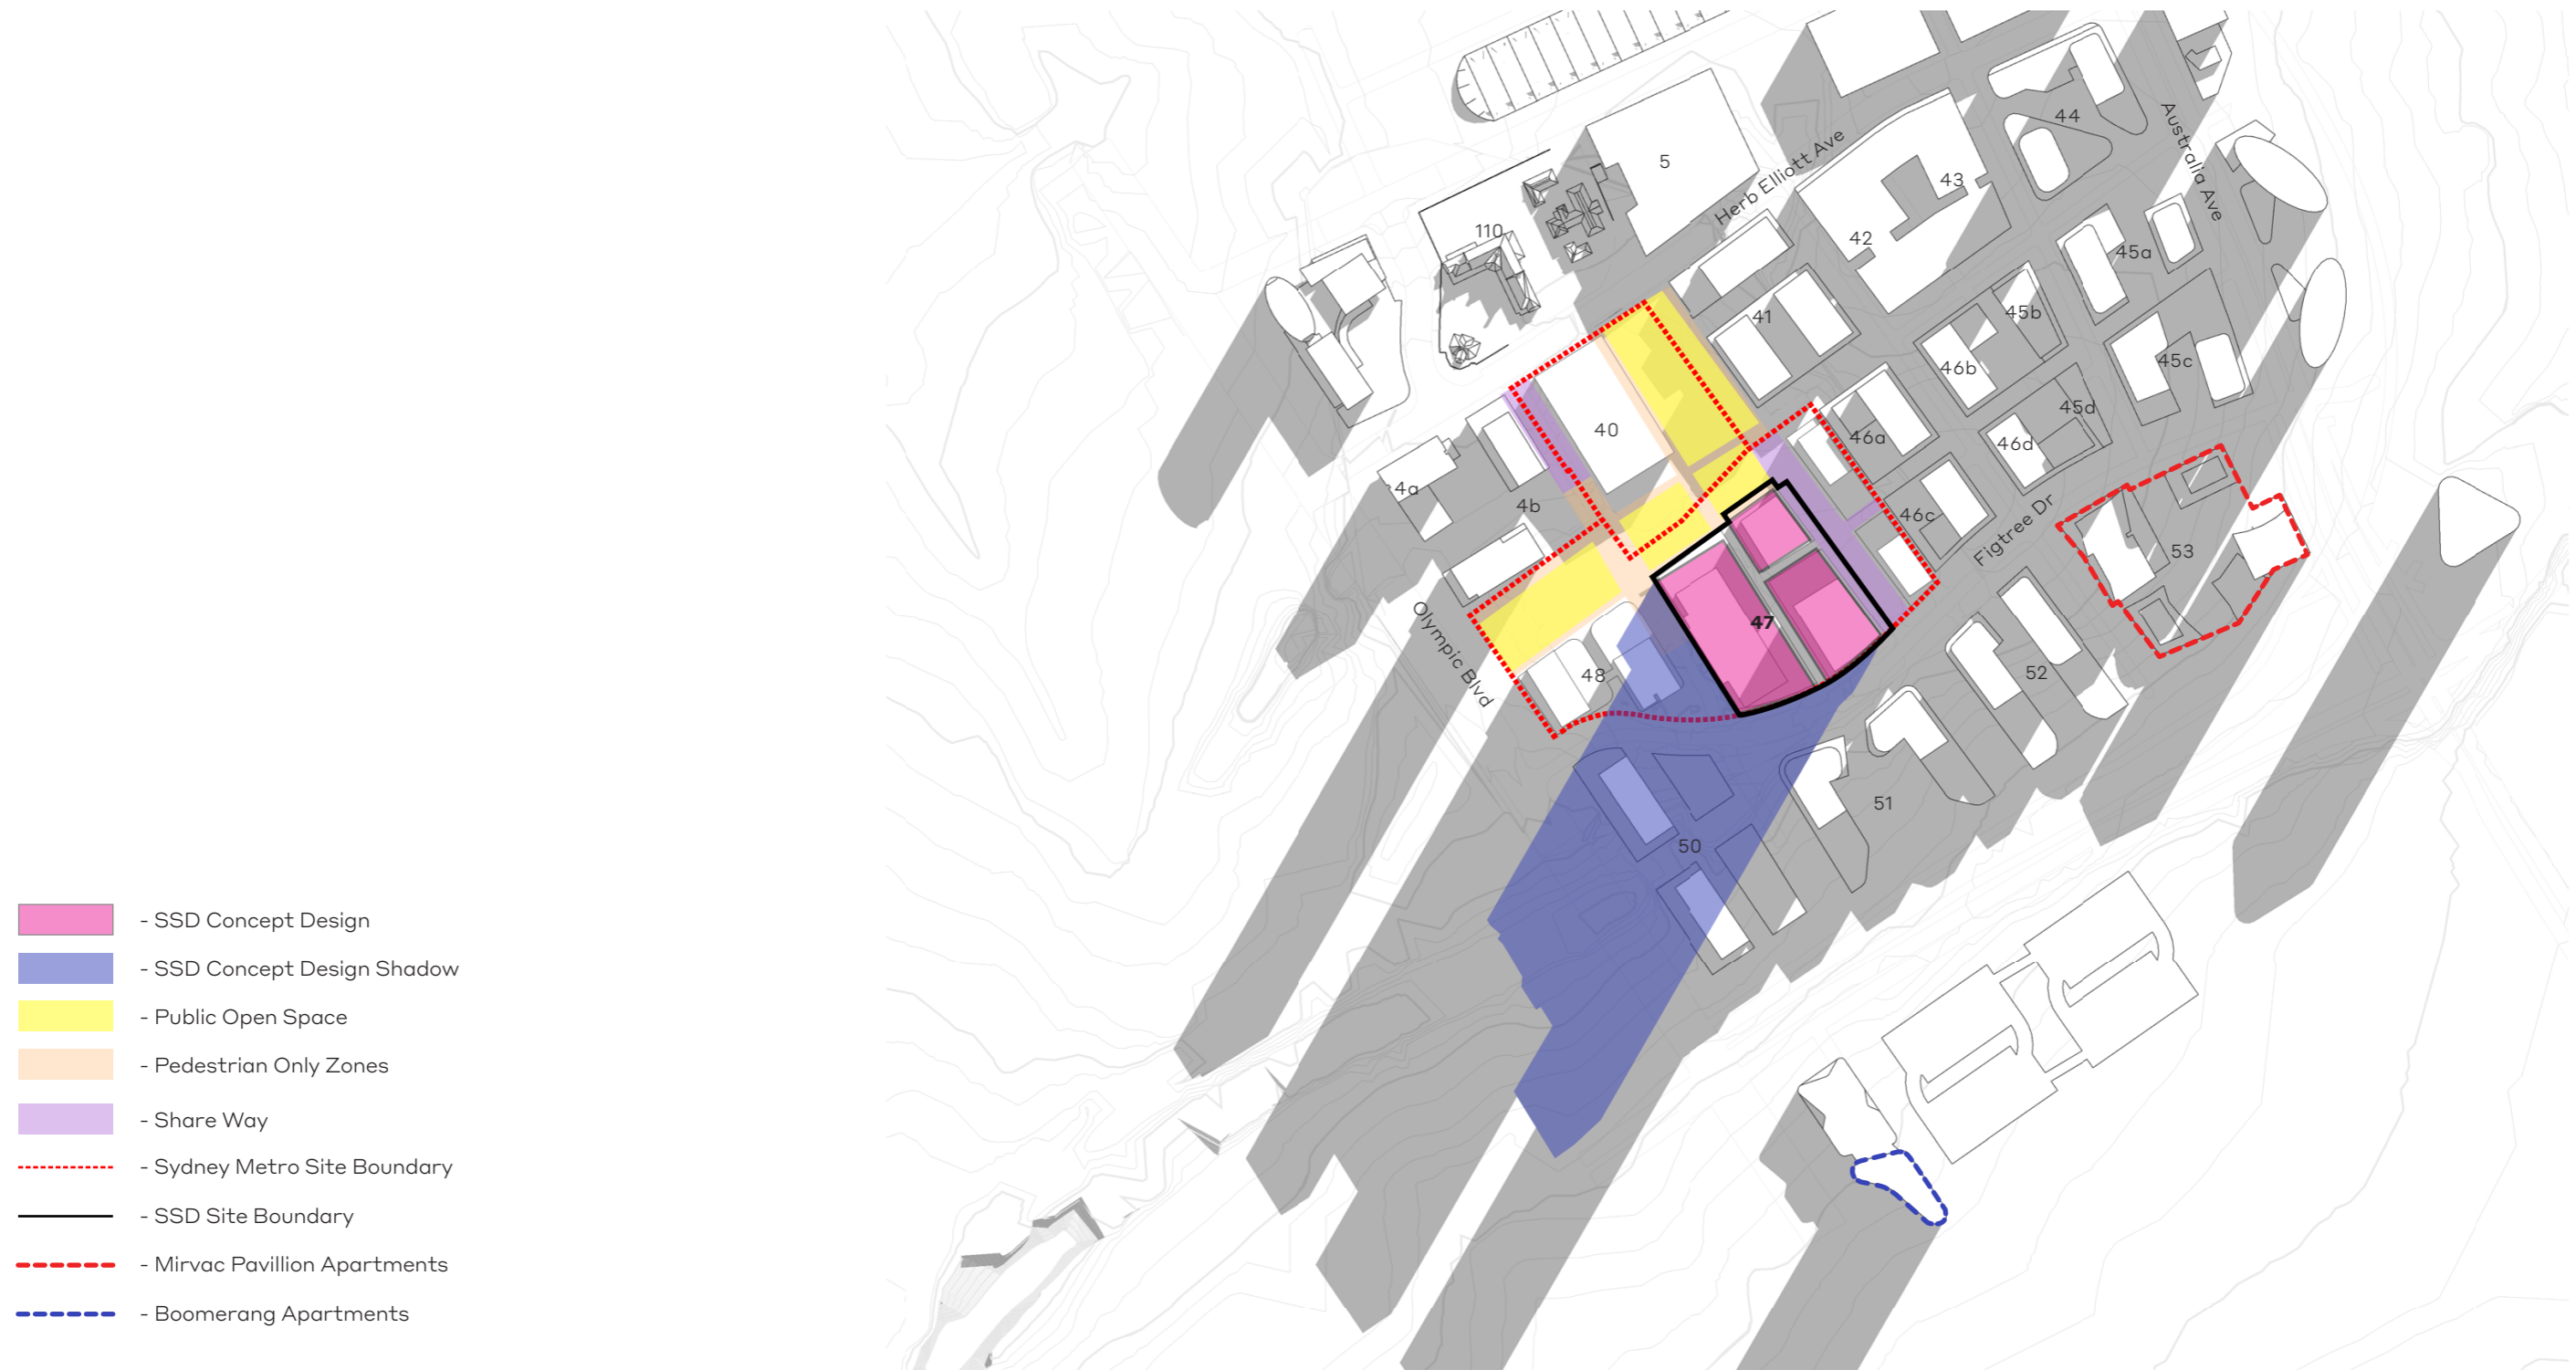 - SSD Concept Design
- SSD Concept Design Shadow
- Public Open Space
- Pedestrian Only Zones
- Share Way
- Sydney Metro Site Boundary
- SSD Site Boundary
- Mirvac Pavillion Apartments
- Boomerang Apartments
44
Australia Ave
5
Herb Elliott Ave
43
110
42
45a
41
45b
45c
46b
45d
40
46a
46d
4a
4b
46c
Figtree Dr
53
Olympic Blvd
47
48
52
51
50